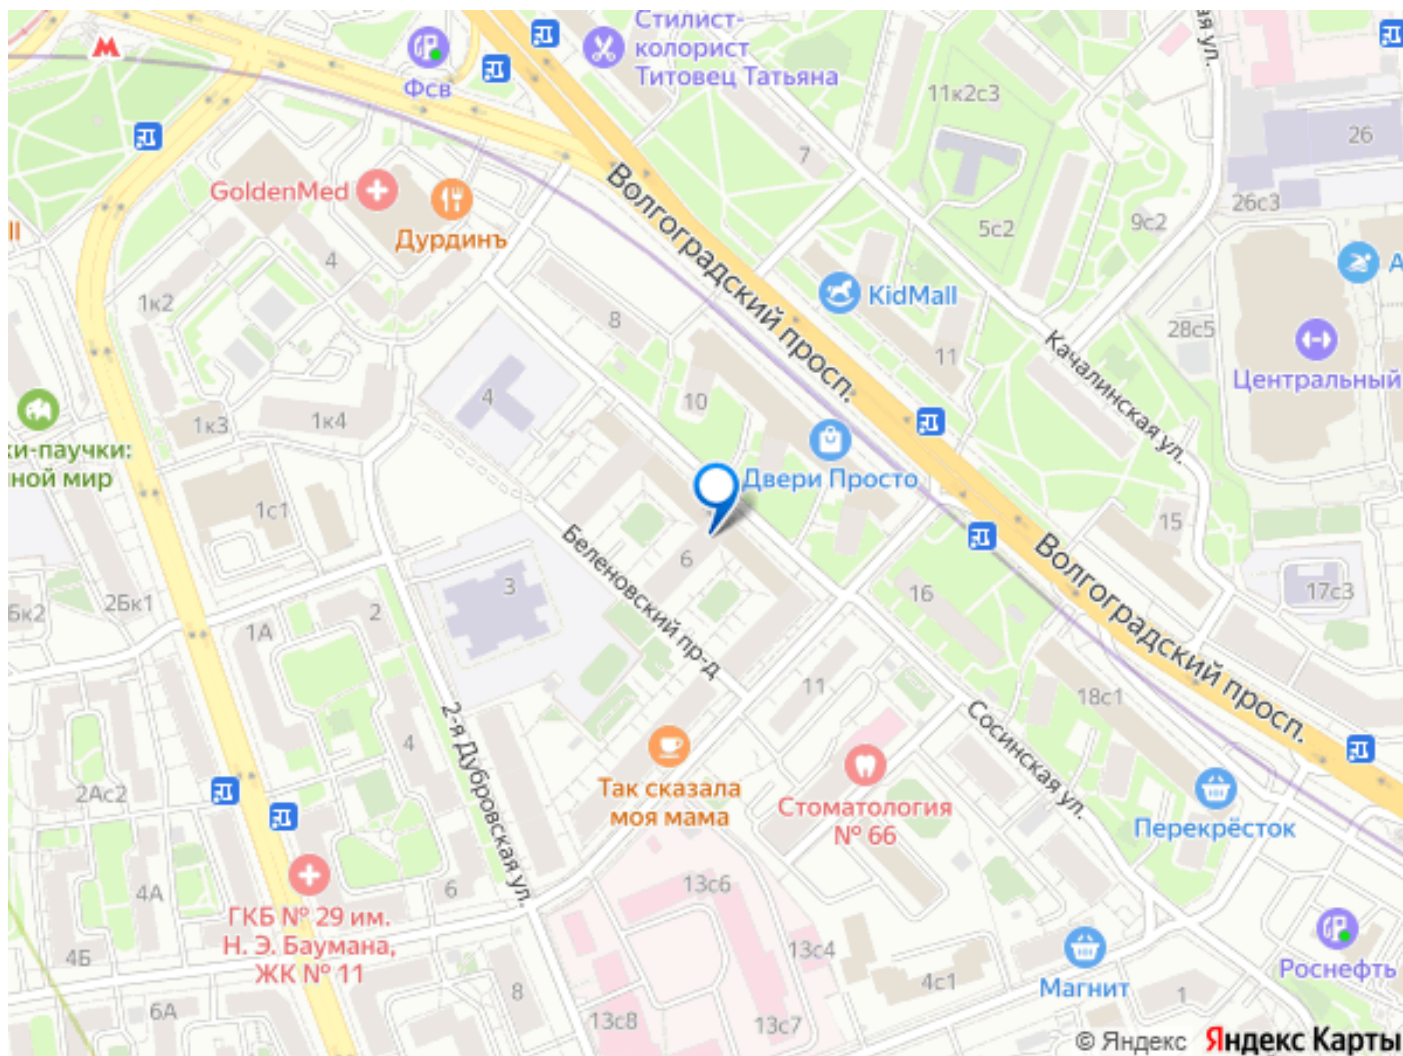 Стилист-
колорист
Титовец Татьяна
Фсв
11к2с3
7
26
GoldenMed
Дурдинъ
ll
4
1к2
26с3
9с2
5с2
А
KidMall
Волгоградский просп.
8
28с5
11
Качалинская ул.
Центральный
4
10
1к3
1к4
ки-паучки:
ной мир
Двери Просто
1с1
15
Беленовский пр-д
6
Волгоградский просп.
3
16
17с3
2Бк1
2
1А
6к2
11
18с1
Сосинская ул.
2-я Дубровская ул.
4
2Ас2
Так сказала
моя мама
Стоматология
№ 66
Перекрёсток
6
4А
13с6
ГКБ № 29 им.
Н. Э. Баумана,
ЖК № 11
4Б
13с4
Роснефть
4с1
Магнит
1
8
6А
13с8
13с7
© Яндекс Яндекс Карты